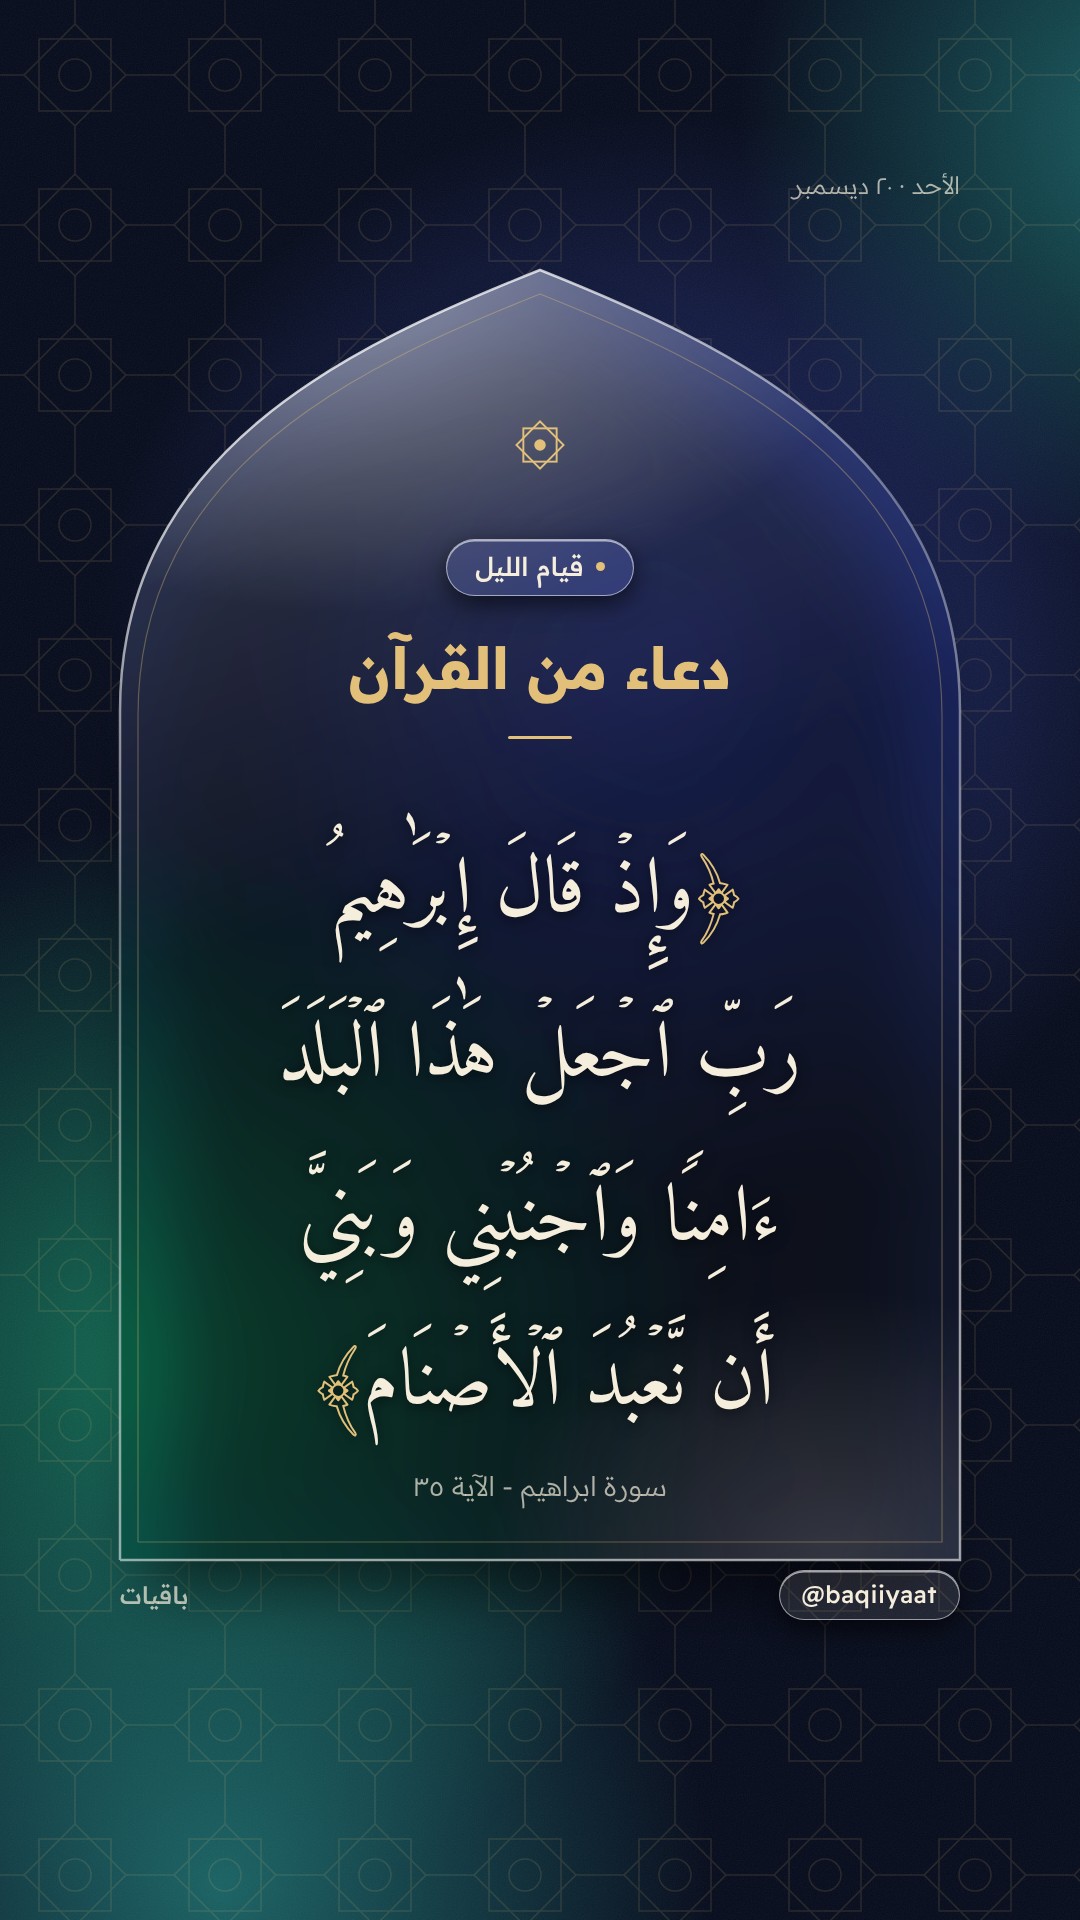 الأحد ٢٠٠ ديسمبر
قيام الليل
دعاء من القرآن
﴿وَإِذۡ قَالَ إِبۡرَٰهِيمُ
رَبِّ ٱجۡعَلۡ هَٰذَا ٱلۡبَلَدَ
ءَامِنٗا وَٱجۡنُبۡنِي وَبَنِيَّ
أَن نَّعۡبُدَ ٱلۡأَصۡنَامَ﴾
سورة ابراهيم - الآية ٣٥
@baqiiyaat
باقيات